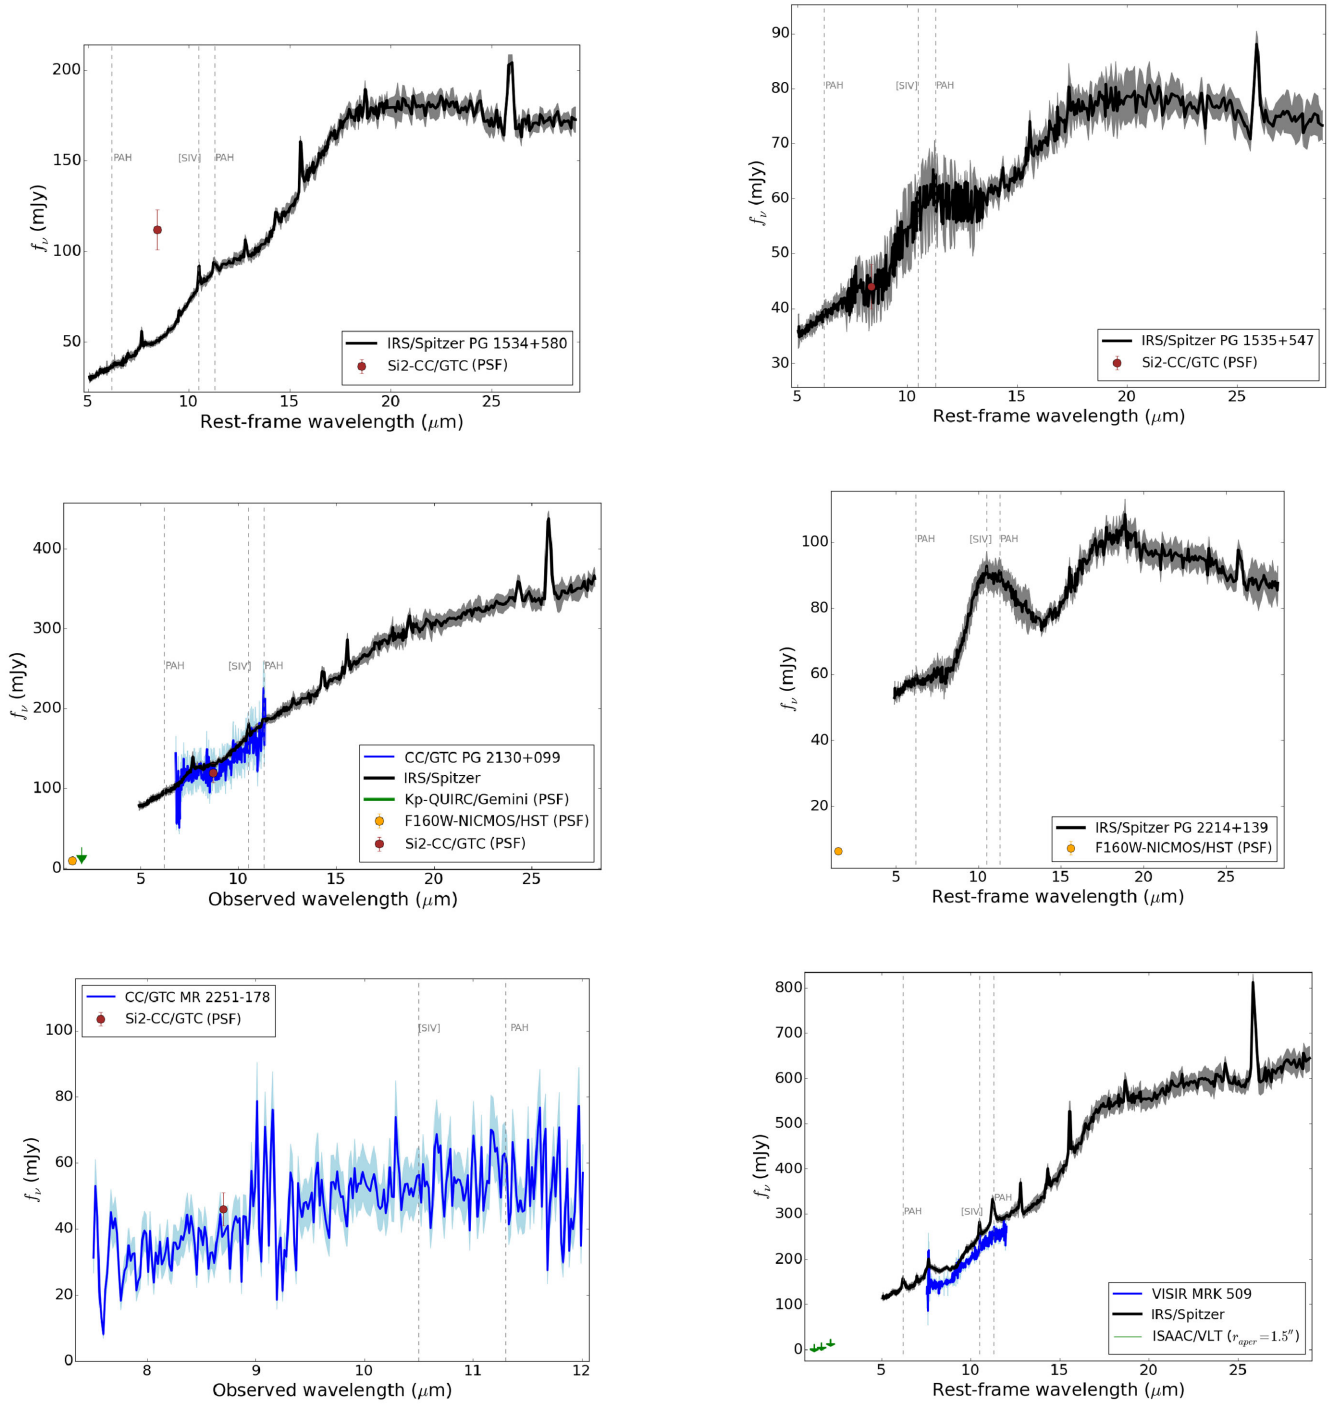 200
150
100
50
PAH
[SIV]
PAH
IRS/Spitzer PG 1534+580
Si2-CC/GTC (PSF)
5
10
15
20
25
fν (mJy)
Rest-frame wavelength (μm)
90
80
70
60
50
40
30
PAH
[SIV]
PAH
IRS/Spitzer PG 1535+547
Si2-CC/GTC (PSF)
5
10
15
20
25
fν (mJy)
Rest-frame wavelength (μm)
400
300
200
100
0
PAH
[SIV]
PAH
CC/GTC PG 2130+099
IRS/Spitzer
Kp-QUIRC/Gemini (PSF)
F160W-NICMOS/HST (PSF)
Si2-CC/GTC (PSF)
5
10
15
20
25
fν (mJy)
Observed wavelength (μm)
100
80
60
40
20
PAH
[SIV]
PAH
IRS/Spitzer PG 2214+139
F160W-NICMOS/HST (PSF)
5
10
15
20
25
fν (mJy)
Rest-frame wavelength (μm)
CC/GTC MR 2251-178
Si2-CC/GTC (PSF)
100
80
60
40
20
0
[SIV]
PAH
8
9
10
11
12
fν (mJy)
Observed wavelength (μm)
800
700
600
500
400
300
200
100
0
PAH
[SIV]
PAH
VISIR MRK 509
IRS/Spitzer
ISAAC/VLT (raper=1.5″)
5
10
15
20
25
fν (mJy)
Rest-frame wavelength (μm)